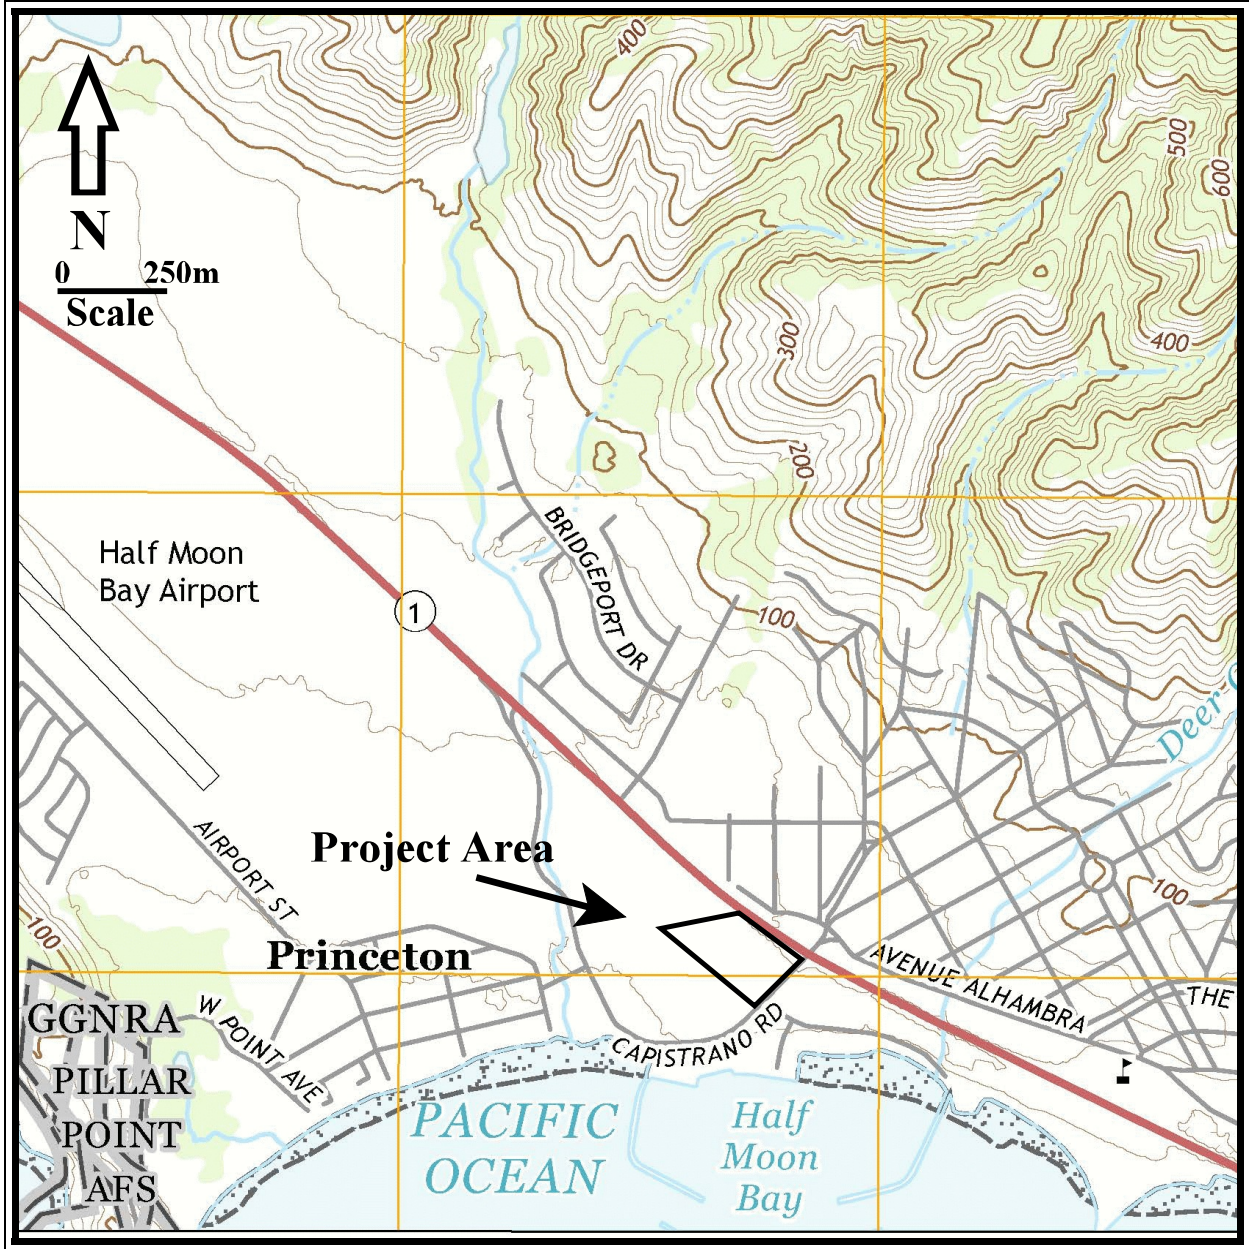 400
500
600
N
0 250m
Scale
300
400
200
Half Moon
Bay Airport
BRIDGEPORT DR
1
100
Deer
Project Area
AIRPORT ST
100
100
Princeton
AVENUE ALHAMBRA
THE
GGNRA
PILLAR
POINT
AFS
W POINT AVE
CAPISTRANO RD
PACIFIC
OCEAN
Half
Moon
Bay